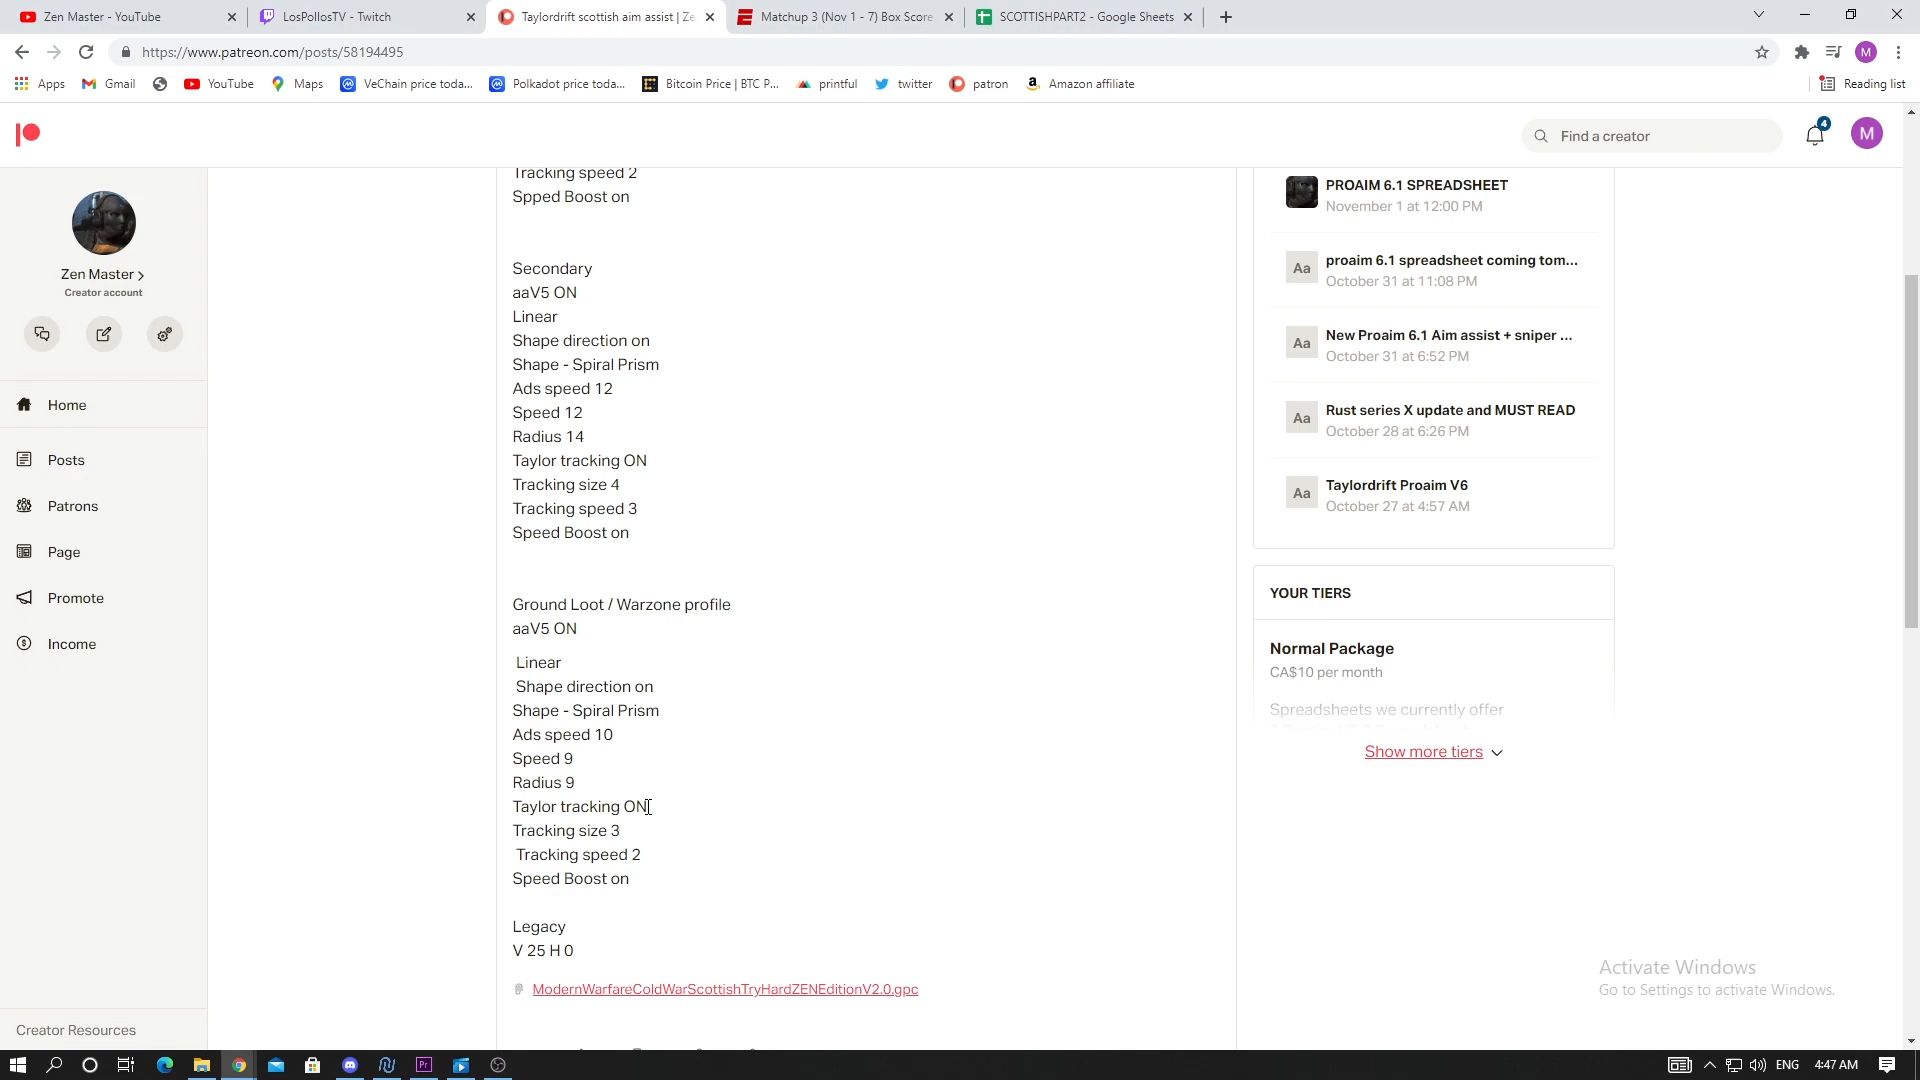 Zen Master - YouTube
LosPollosTV - Twitch
Taylordrift scottish aim assist | Ze
Matchup 3 (Nov 1 - 7) Box Score
SCOTTISHPART2 - Google Sheets
https://www.patreon.com/posts/58194495
M
Apps
Gmail
YouTube
Maps
VeChain price toda...
Polkadot price toda...
Bitcoin Price | BTC P...
printful
twitter
patron
Amazon affiliate
Reading list
Find a creator
4
M
Zen Master
Creator account
Home
Posts
Patrons
Page
Promote
Income
Creator Resources
Tracking speed 2
Spped Boost on
Secondary
aaV5 ON
Linear
Shape direction on
Shape - Spiral Prism
Ads speed 12
Speed 12
Radius 14
Taylor tracking ON
Tracking size 4
Tracking speed 3
Speed Boost on
Ground Loot / Warzone profile
aaV5 ON
Linear
Shape direction on
Shape - Spiral Prism
Ads speed 10
Speed 9
Radius 9
Taylor tracking ON
Tracking size 3
Tracking speed 2
Speed Boost on
Legacy
V 25 H 0
ModernWarfareColdWarScottishTryHardZENEditionV2.0.gpc
PROAIM 6.1 SPREADSHEET
November 1 at 12:00 PM
Aa
proaim 6.1 spreadsheet coming tom...
October 31 at 11:08 PM
Aa
New Proaim 6.1 Aim assist + sniper ...
October 31 at 6:52 PM
Aa
Rust series X update and MUST READ
October 28 at 6:26 PM
Aa
Taylordrift Proaim V6
October 27 at 4:57 AM
YOUR TIERS
Normal Package
CA$10 per month
Spreadsheets we currently offer
Show more tiers
Activate Windows
Go to Settings to activate Windows.
Pr
ENG
4:47 AM